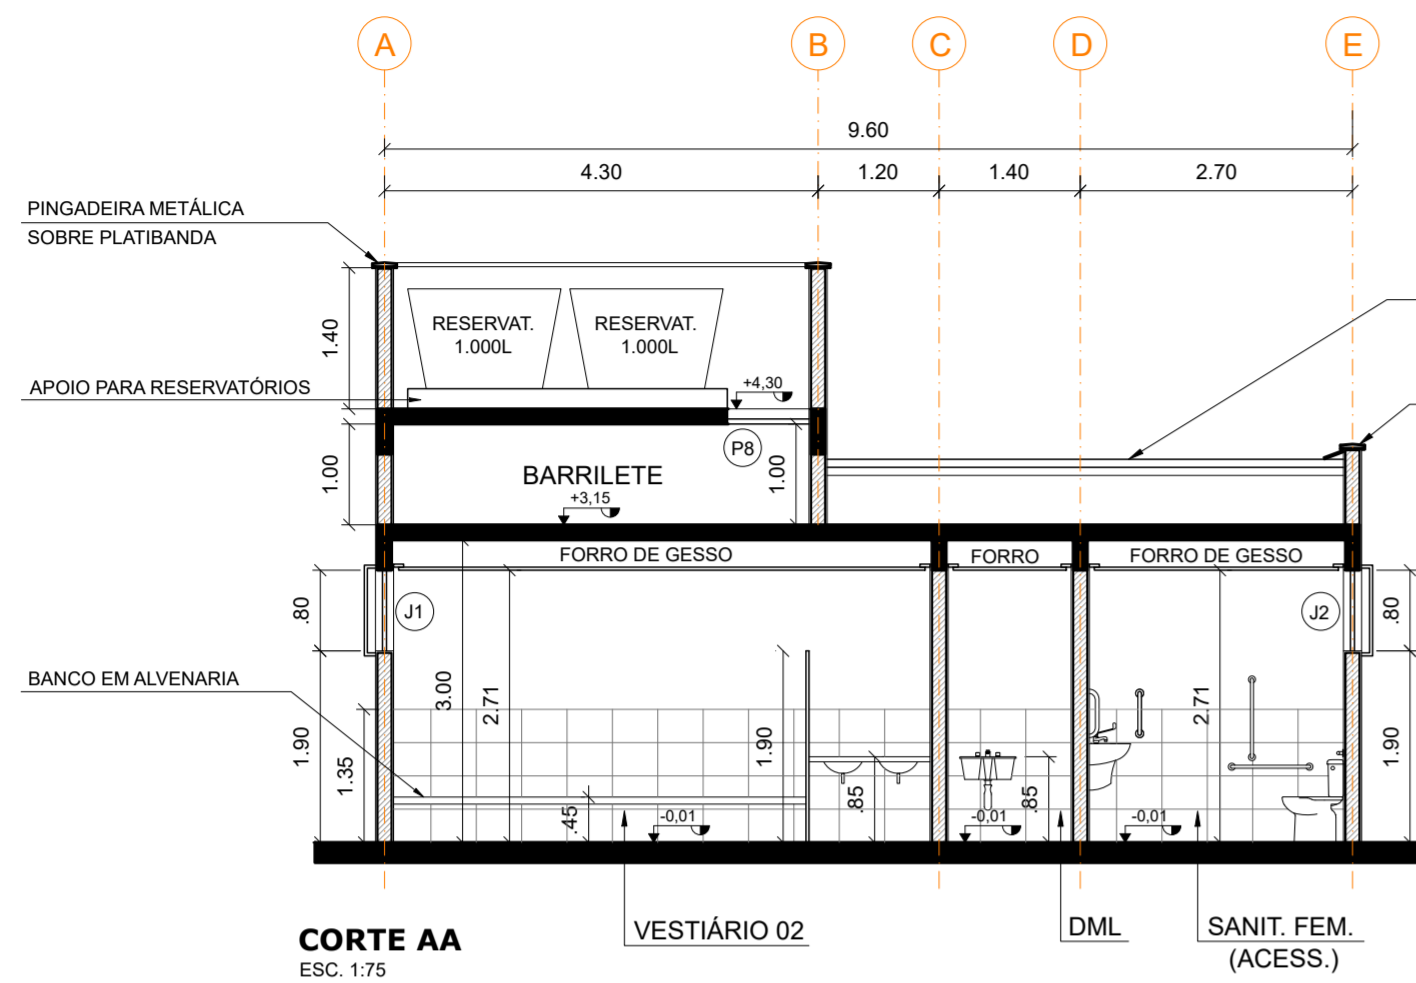 A B C D E
9.60
4.30 1.20 1.40 2.70
PINGADEIRA METÁLICA
SOBRE PLATIBANDA
1.40
RESERVAT.
1.000L
RESERVAT.
1.000L
APOIO PARA RESERVATÓRIOS
+4,30
P8
1.00
BARRILETE
+3,15
1.00
FORRO DE GESSO
FORRO
FORRO DE GESSO
.80
J1
J2
.80
BANCO EM ALVENARIA
3.00
2.71
2.71
1.90
1.35
1.90
1.90
.45
.85
.85
-0,01
-0,01
-0,01
VESTIÁRIO 02
DML
SANIT. FEM.
(ACESS.)
CORTE AA
ESC. 1:75